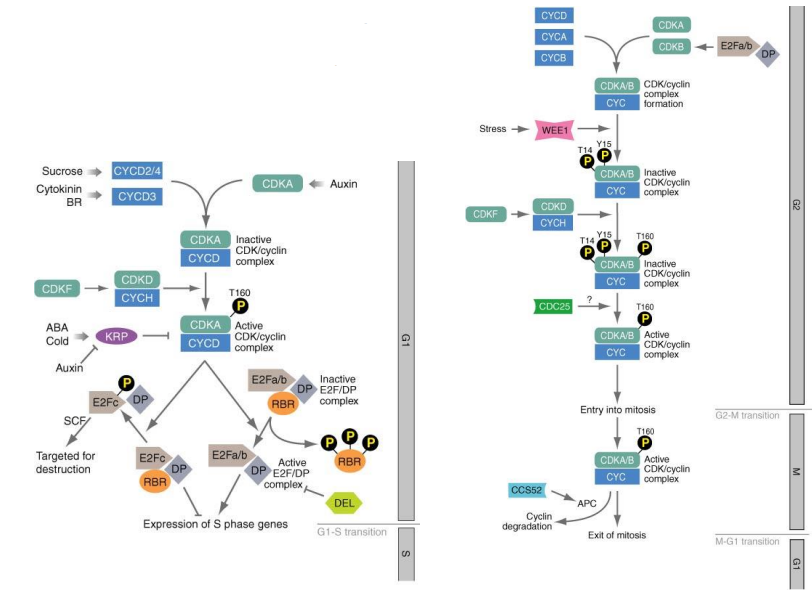 Sucrose
CYCD2/4
Cytokinin
BR
CYCD3
CDKA
Auxin
CDKA
CYCD
Inactive
CDK/cyclin
complex
CDKF
CDKD
CYCH
T160
P
ABA
Cold
KRP
Auxin
CDKA
CYCD
Active
CDK/cyclin
complex
G1
E2Fa/b
DP
RBR
Inactive
E2F/DP
complex
P
E2Fc
DP
SCF
Targeted for
destruction
E2Fc
DP
RBR
E2Fa/b
DP
Active
E2F/DP
complex
P
P
P
RBR
DEL
Expression of S phase genes
G1-S transition
S
CYCD
CYCA
CYCB
CDKA
CDKB
E2Fa/b
DP
CDKA/B
CYC
CDK/cyclin
complex
formation
Stress
WEE1
T14
P
Y15
P
CDKA/B
CYC
Inactive
CDK/cyclin
complex
G2
CDKF
CDKD
CYCH
T14
P
Y15
P
T160
P
CDKA/B
CYC
Inactive
CDK/cyclin
complex
CDC25
?
T160
P
CDKA/B
CYC
Active
CDK/cyclin
complex
Entry into mitosis
G2-M transition
T160
P
CDKA/B
CYC
Active
CDK/cyclin
complex
M
CCS52
APC
Cyclin
degradation
Exit of mitosis
M-G1 transition
G1